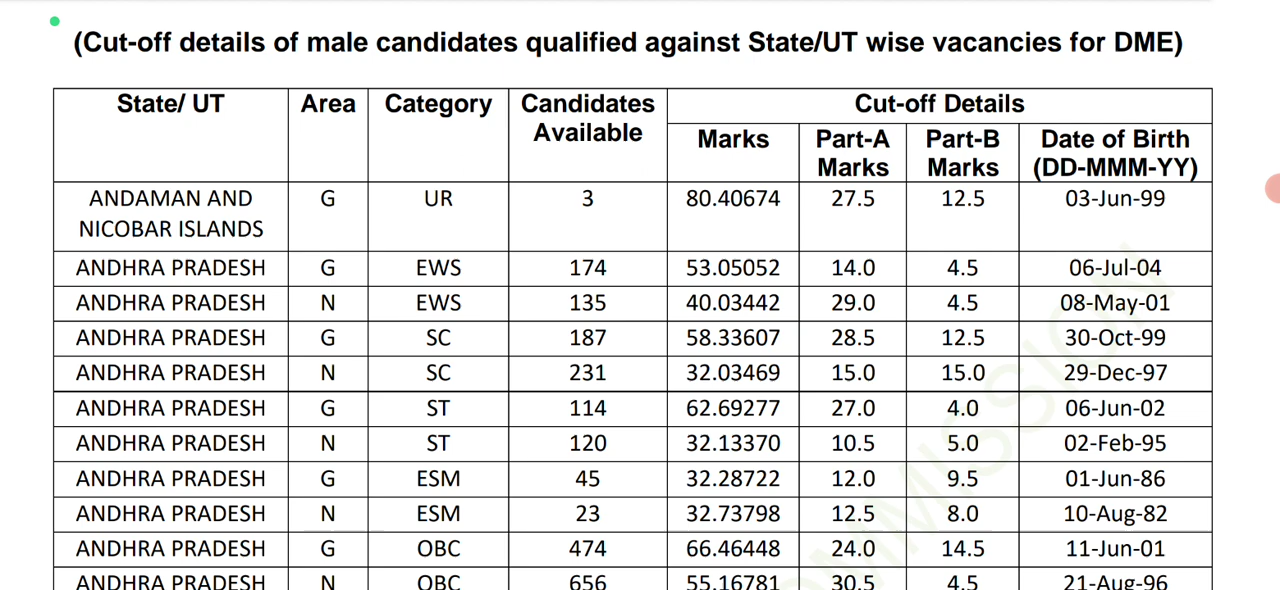 (Cut-off details of male candidates qualified against State/UT wise vacancies for DME)
State/ UT Area Category Candidates Available Cut-off Details
Marks Part-A Marks Part-B Marks Date of Birth (DD-MMM-YY)
ANDAMAN AND NICOBAR ISLANDS G UR 3 80.40674 27.5 12.5 03-Jun-99
ANDHRA PRADESH G EWS 174 53.05052 14.0 4.5 06-Jul-04
ANDHRA PRADESH N EWS 135 40.03442 29.0 4.5 08-May-01
ANDHRA PRADESH G SC 187 58.33607 28.5 12.5 30-Oct-99
ANDHRA PRADESH N SC 231 32.03469 15.0 15.0 29-Dec-97
ANDHRA PRADESH G ST 114 62.69277 27.0 4.0 06-Jun-02
ANDHRA PRADESH N ST 120 32.13370 10.5 5.0 02-Feb-95
ANDHRA PRADESH G ESM 45 32.28722 12.0 9.5 01-Jun-86
ANDHRA PRADESH N ESM 23 32.73798 12.5 8.0 10-Aug-82
ANDHRA PRADESH G OBC 474 66.46448 24.0 14.5 11-Jun-01
ANDHRA PRADESH N OBC 656 55.16781 30.5 4.5 21-Aug-96